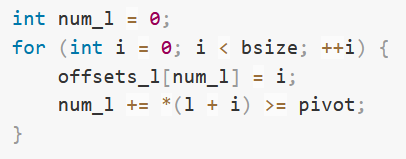 int num_l = 0;
for (int i = 0; i < bsize; ++i) {
    offsets_l[num_l] = i;
    num_l += *(l + i) >= pivot;
}